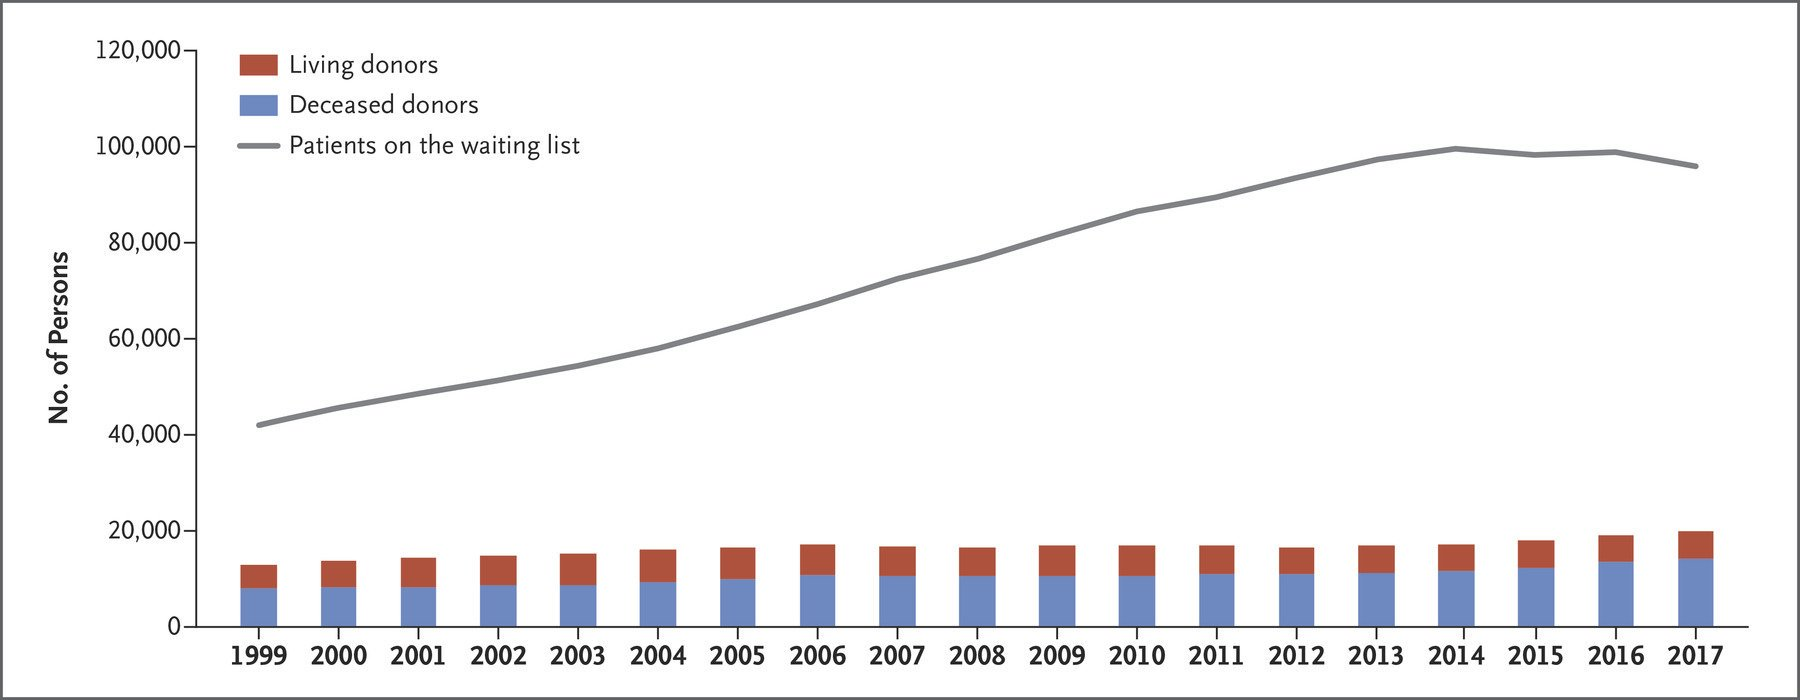 120,000
100,000
80,000
60,000
40,000
20,000
0
No. of Persons
Living donors
Deceased donors
Patients on the waiting list
1999 2000 2001 2002 2003 2004 2005 2006 2007 2008 2009 2010 2011 2012 2013 2014 2015 2016 2017